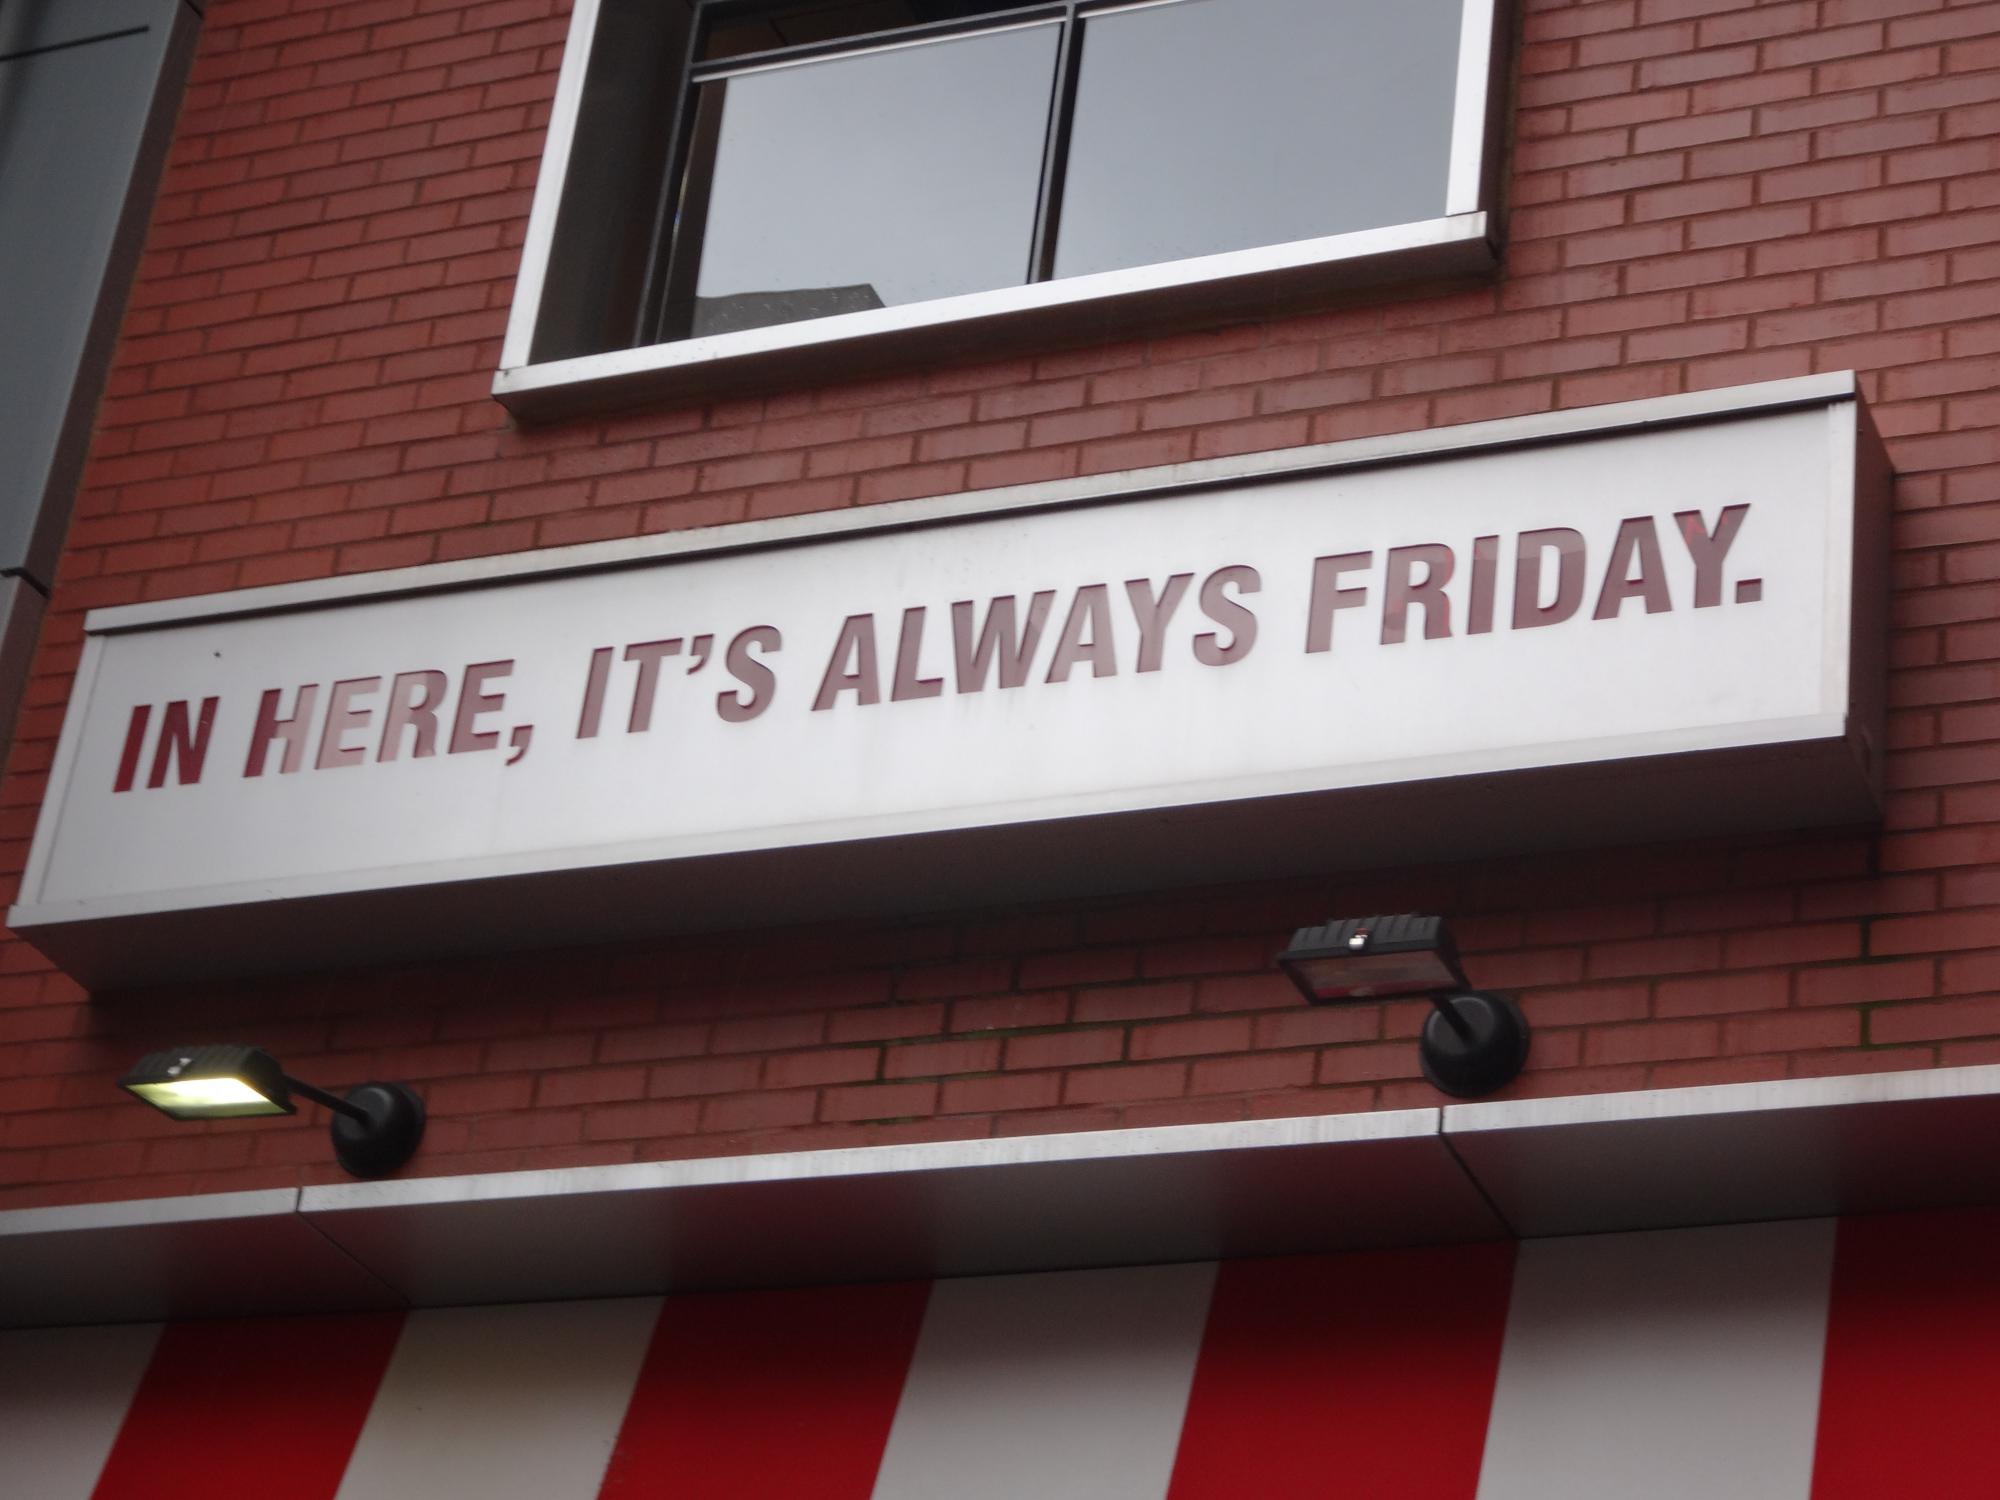 IN HERE, IT'S ALWAYS FRIDAY.